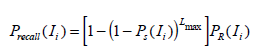 P_recall(I_i) = [1-(1-P_s(I_i))^{L_max}]P_R(I_i)